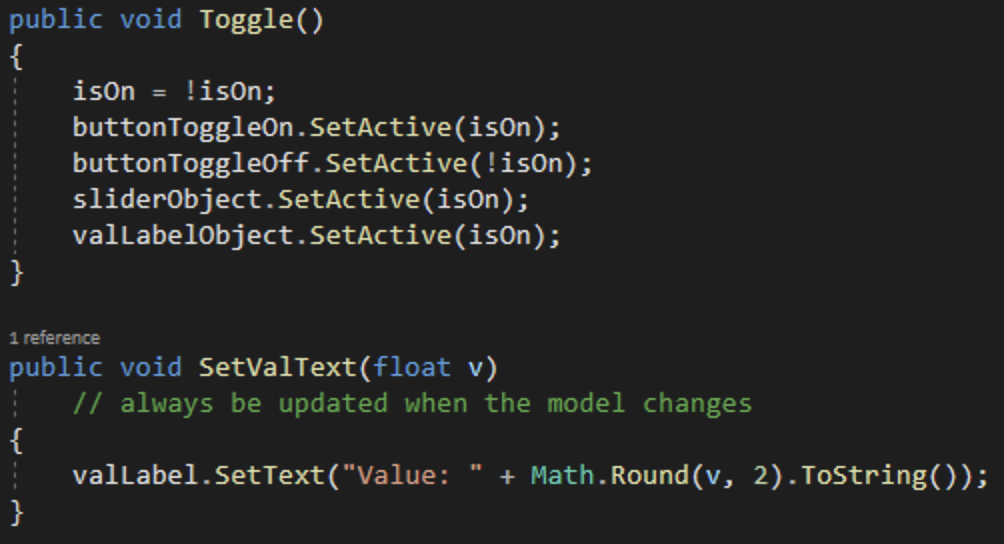 public void Toggle()
{
    isOn = !isOn;
    buttonToggleOn.SetActive(isOn);
    buttonToggleOff.SetActive(!isOn);
    sliderObject.SetActive(isOn);
    valLabelObject.SetActive(isOn);
}
1 reference
public void SetValText(float v)
    // always be updated when the model changes
{
    valLabel.SetText("Value: " + Math.Round(v, 2).ToString());
}